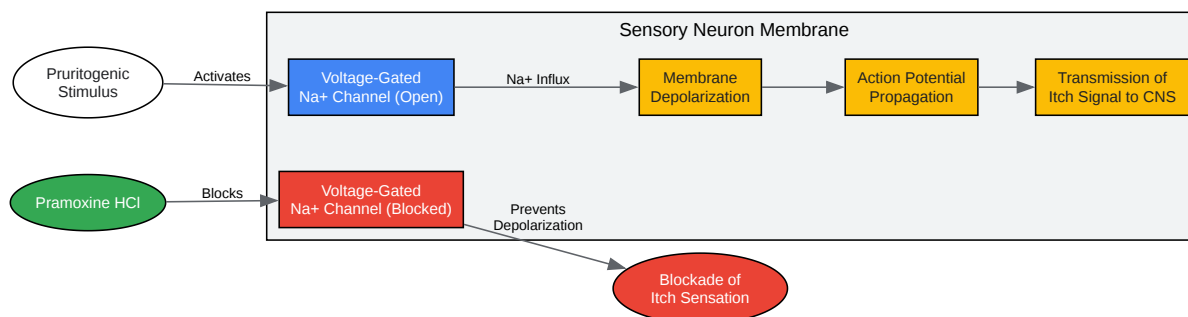 Sensory Neuron Membrane
Pruritogenic
Stimulus
Activates
Voltage-Gated
Na+ Channel (Open)
Na+ Influx
Membrane
Depolarization
Action Potential
Propagation
Transmission of
Itch Signal to CNS
Pramoxine HCl
Blocks
Voltage-Gated
Na+ Channel (Blocked)
Prevents
Depolarization
Blockade of
Itch Sensation